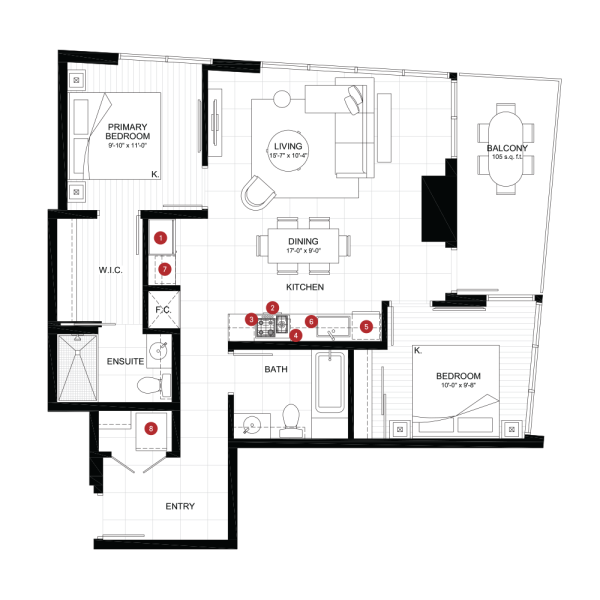 PRIMARY
BEDROOM
9'-10" x 11'-0"
K.
LIVING
15'-7" x 10'-4"
BALCONY
105 s.q. f.t.
DINING
17'-0" x 9'-0"
KITCHEN
1
7
W.I.C.
F.C.
2
3
4
6
5
ENSUITE
BATH
K.
BEDROOM
10'-0" x 9'-8"
8
ENTRY